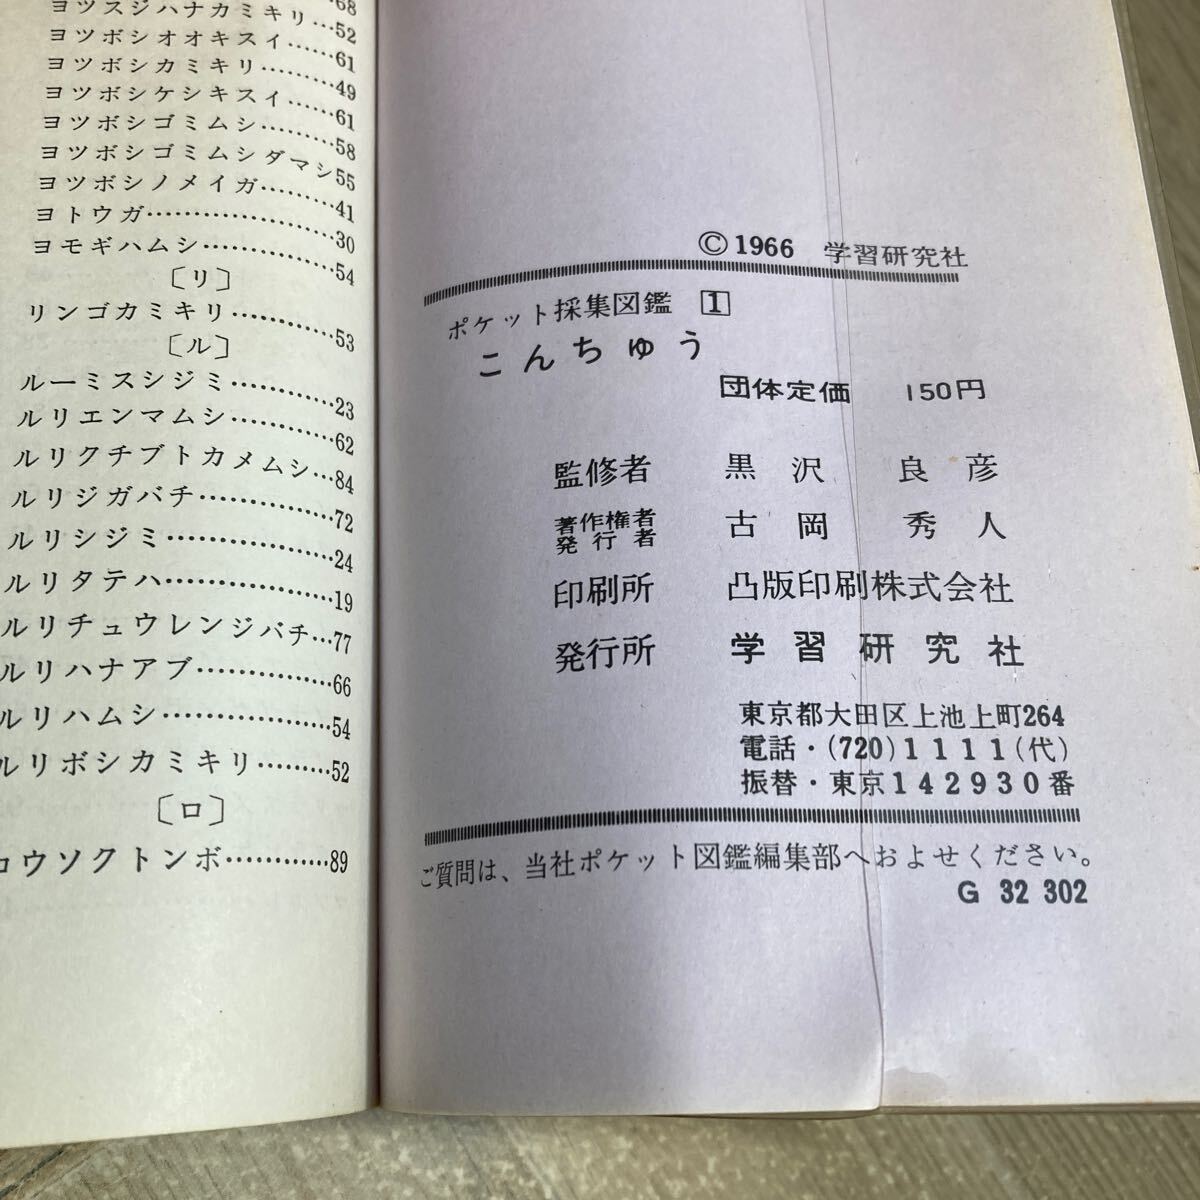 ヨツスジハナカミキリ…52
ヨツボシオオキスイ……61
ヨツボシカミキリ………49
ヨツボシケシキスイ……61
ヨツボシゴミムシ………58
ヨツボシゴミムシダマシ55
ヨツボシノメイガ………41
ヨトウガ…………………30
ヨモギハムシ……………54
〔リ〕
リンゴカミキリ…………53
〔ル〕
ルーミスシジミ…………23
ルリエンマムシ…………62
ルリクチブトカメムシ…84
ルリジガバチ……………72
ルリシジミ………………24
ルリタテハ………………19
ルリチュウレンジバチ…77
ルリハナアブ……………66
ルリハムシ………………54
ルリボシカミキリ………52
〔ロ〕
ロウソクトンボ…………89
© 1966 学習研究社
ポケット採集図鑑 1
こんちゅう
団体定価 150円
監修者 黒沢良彦
著作権者
発行者 古岡秀人
印刷所 凸版印刷株式会社
発行所 学習研究社
東京都大田区上池上町264
電話・(720)1111(代)
振替・東京142930番
ご質問は、当社ポケット図鑑編集部へおよせください。
G 32 302